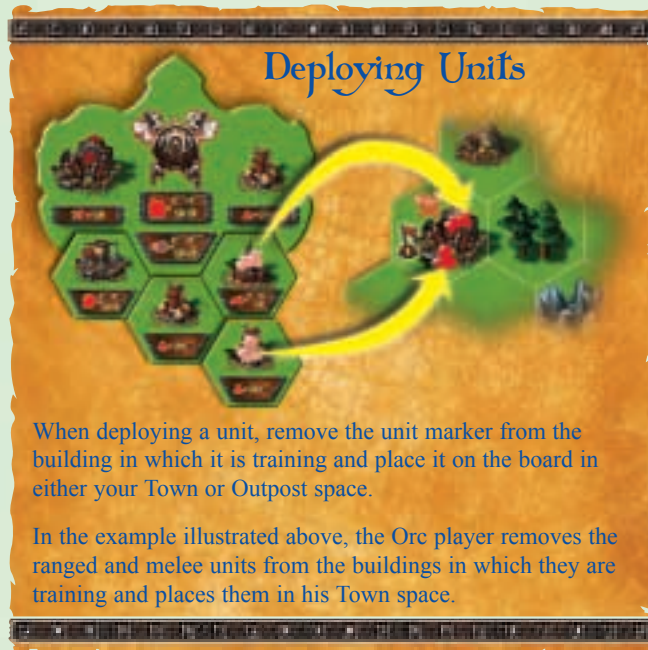 Deploying Units
When deploying a unit, remove the unit marker from the
building in which it is training and place it on the board in
either your Town or Outpost space.
In the example illustrated above, the Orc player removes the
ranged and melee units from the buildings in which they are
training and places them in his Town space.